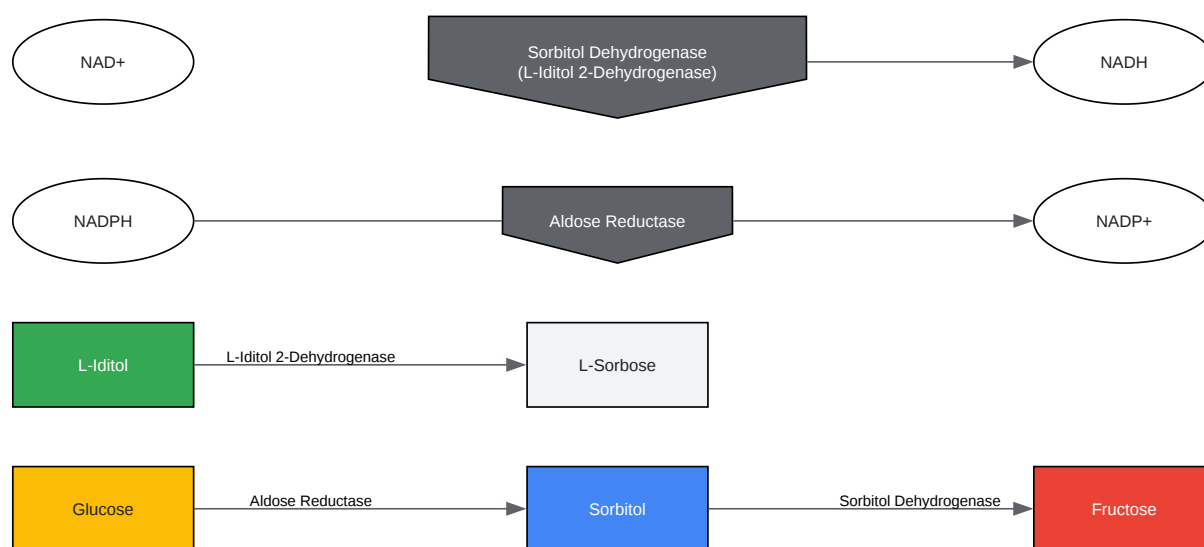 NAD+
Sorbitol Dehydrogenase
(L-Iditol 2-Dehydrogenase)
NADH
NADPH
Aldose Reductase
NADP+
L-Iditol
L-Iditol 2-Dehydrogenase
L-Sorbose
Glucose
Aldose Reductase
Sorbitol
Sorbitol Dehydrogenase
Fructose